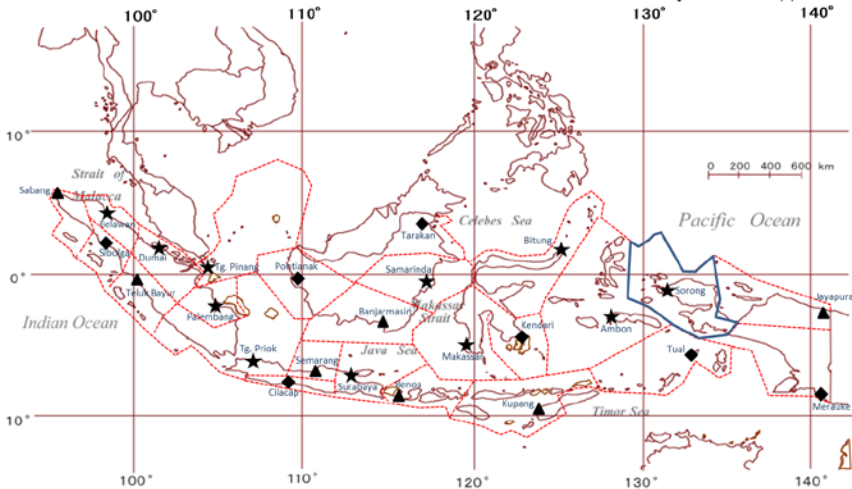 100°
110°
120°
130°
140°
10°
Strait of
Malacca
0 200 400 600 km
Sabang
Belawan
Celebes Sea
Pacific Ocean
Tarakan
Bitung
Sibolga
Dumai
Tg. Pinang
Pontianak
Samarinda
0°
Sorong
Teluk Bayur
Makassar
Strait
Jayapura
Indian Ocean
Palembang
Banjarmasin
Kendari
Ambon
Java Sea
Tg. Priok
Semarang
Makassar
Tual
Cilacap
Surabaya
Benoa
Kupang
Merauke
Timor Sea
10°
100°
110°
120°
130°
140°